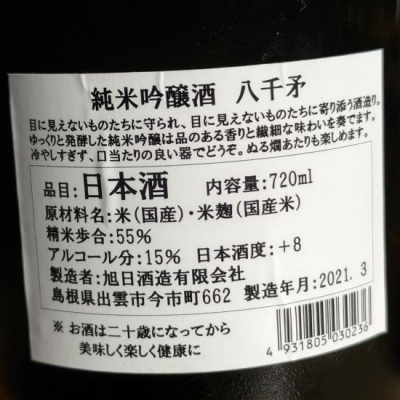 純米吟醸酒 八千矛
目に見えないものたちに守られ、目に見えないものたちに寄り添う酒造り。
ゆっくりと発酵した純米吟醸は品のある香りと繊細な味わいを奏でます。
冷やしすぎず、口当たりの良い器でどうぞ。ぬる燗あたりも楽しめます。
品目:日本酒 内容量:720ml
原材料名:米(国産)・米麹(国産米)
精米歩合:55%
アルコール分:15% 日本酒度:+8
製造者:旭日酒造有限会社
島根県出雲市今市町662 製造年月:2021. 3
※ お酒は二十歳になってから
美味しく楽しく健康に
4 931805 030236